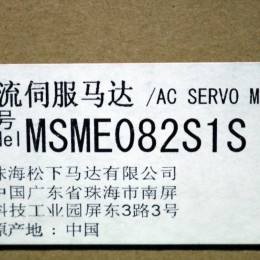 流伺服马达 /AC SERVO M
号
del MSME082S1S
珠海松下马达有限公司
中国广东省珠海市南屏
科技工业园屏东3路3号
原产地：中国